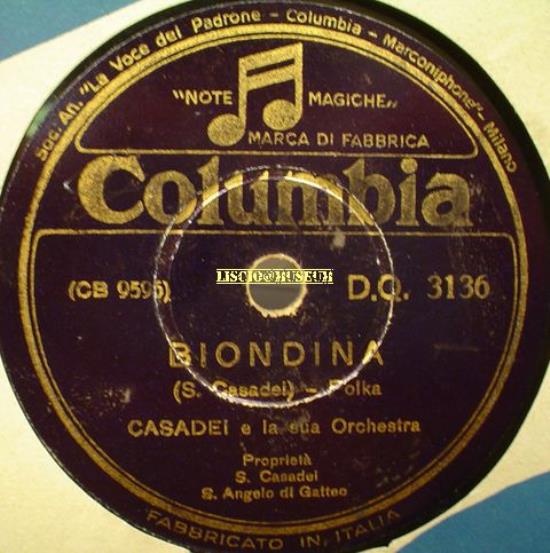 Soc. An. "La Voce del Padrone - Columbia - Marconiphone" - Milano
"NOTE MAGICHE"
MARCA DI FABBRICA
Columbia
(CB 9595) D.Q. 3136
LISCIO@MUSEUM
BIONDINA
(S. Casadei) - Polka
CASADEI e la sua Orchestra
Proprietà
S. Casadei
S. Angelo di Gatteo
FABBRICATO IN ITALIA